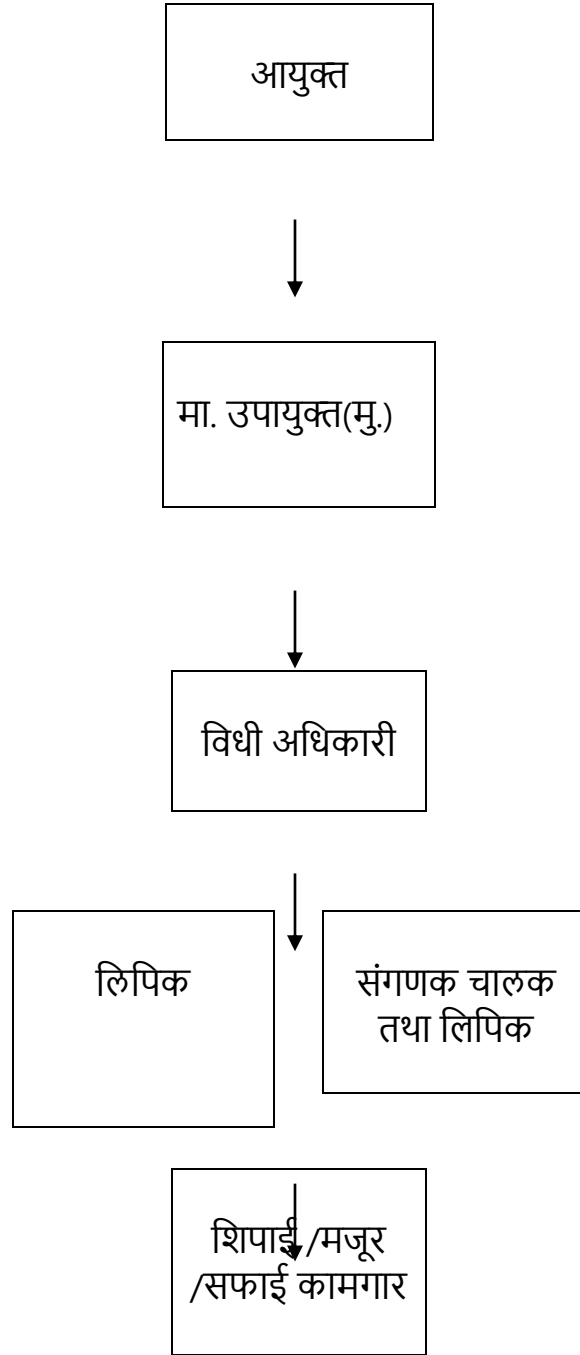 आयुक्त
मा. उपायुक्त(मु.)
विधी अधिकारी
लिपिक
संगणक चालक
तथा लिपिक
शिपाई /मजूर
/सफाई कामगार